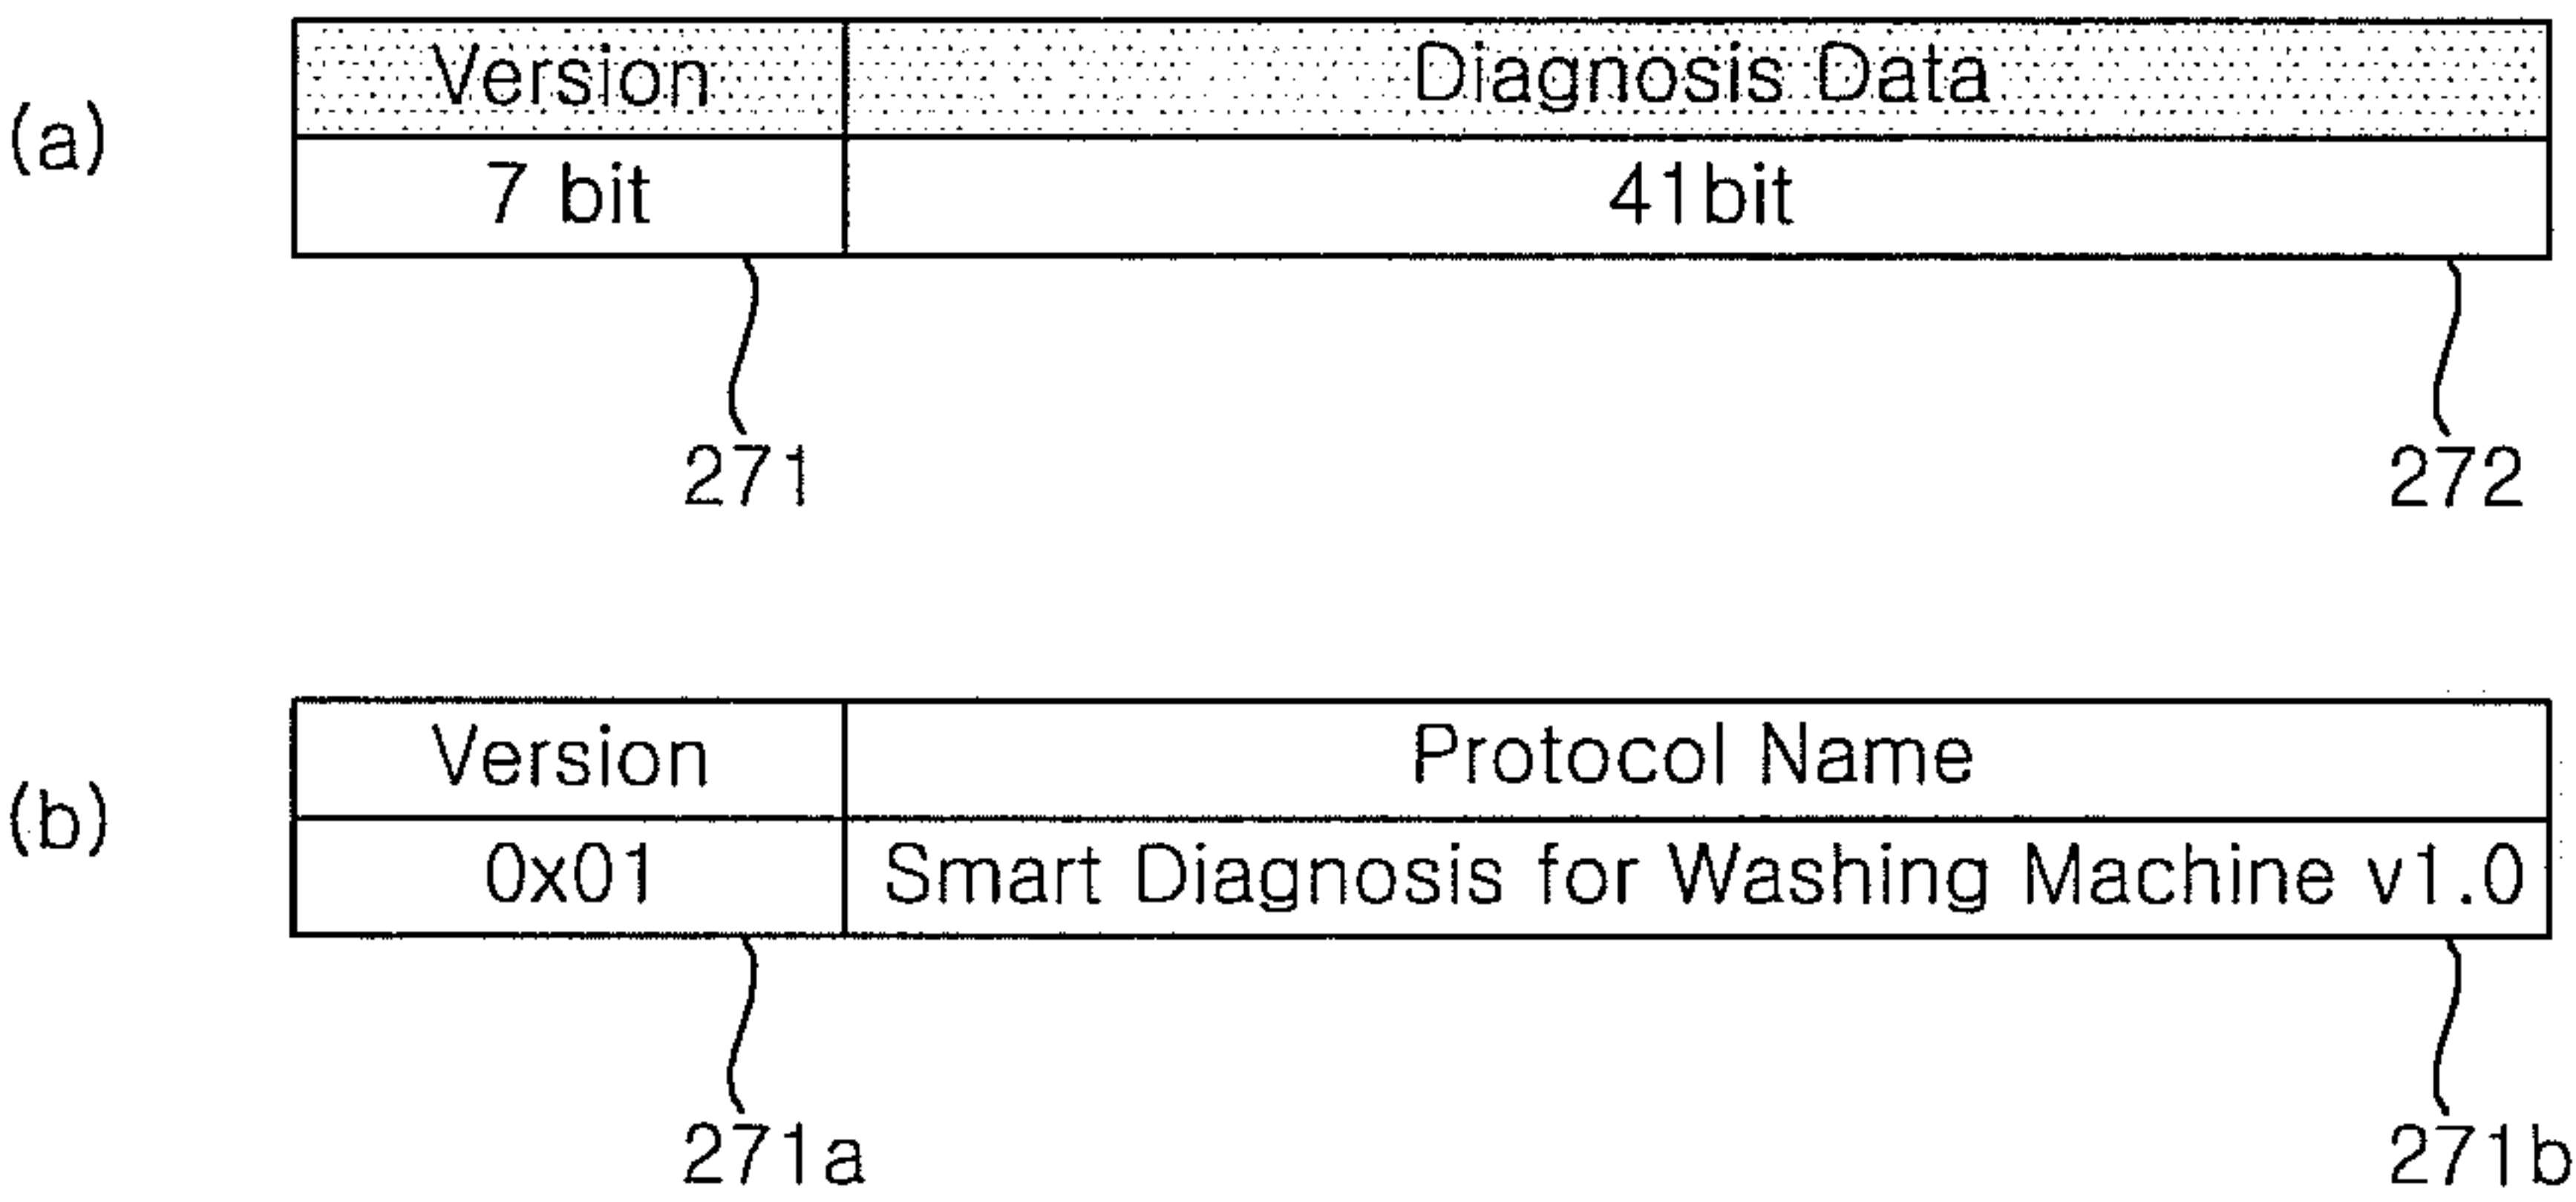 Version Diagnosis Data
(a)
7 bit 41bit
271 272
Version Protocol Name
(b)
0x01 Smart Diagnosis for Washing Machine v1.0
271a 271b